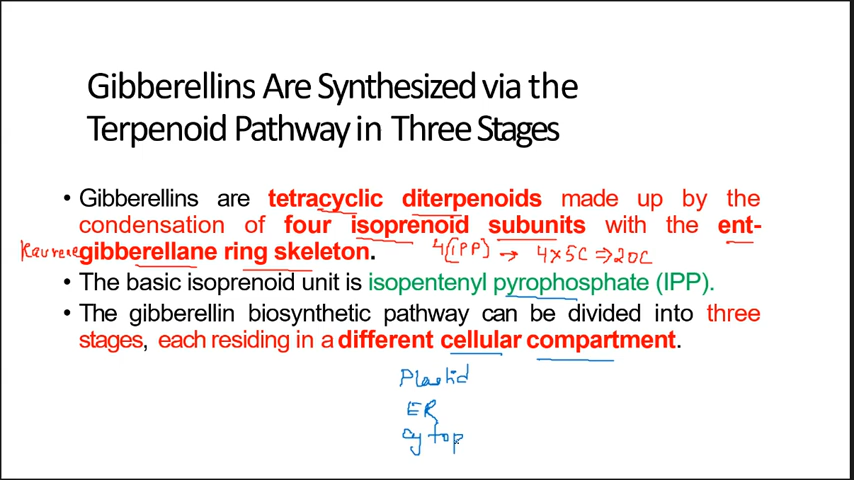 Gibberellins Are Synthesized via the
Terpenoid Pathway in Three Stages
• Gibberellins are tetracyclic diterpenoids made up by the
condensation of four isoprenoid subunits with the ent-
Kaurene gibberellane ring skeleton. 4(IPP) → 4x5C ⇒ 20C
• The basic isoprenoid unit is isopentenyl pyrophosphate (IPP).
• The gibberellin biosynthetic pathway can be divided into three
stages, each residing in a different cellular compartment.
Plastid
ER
Cytop